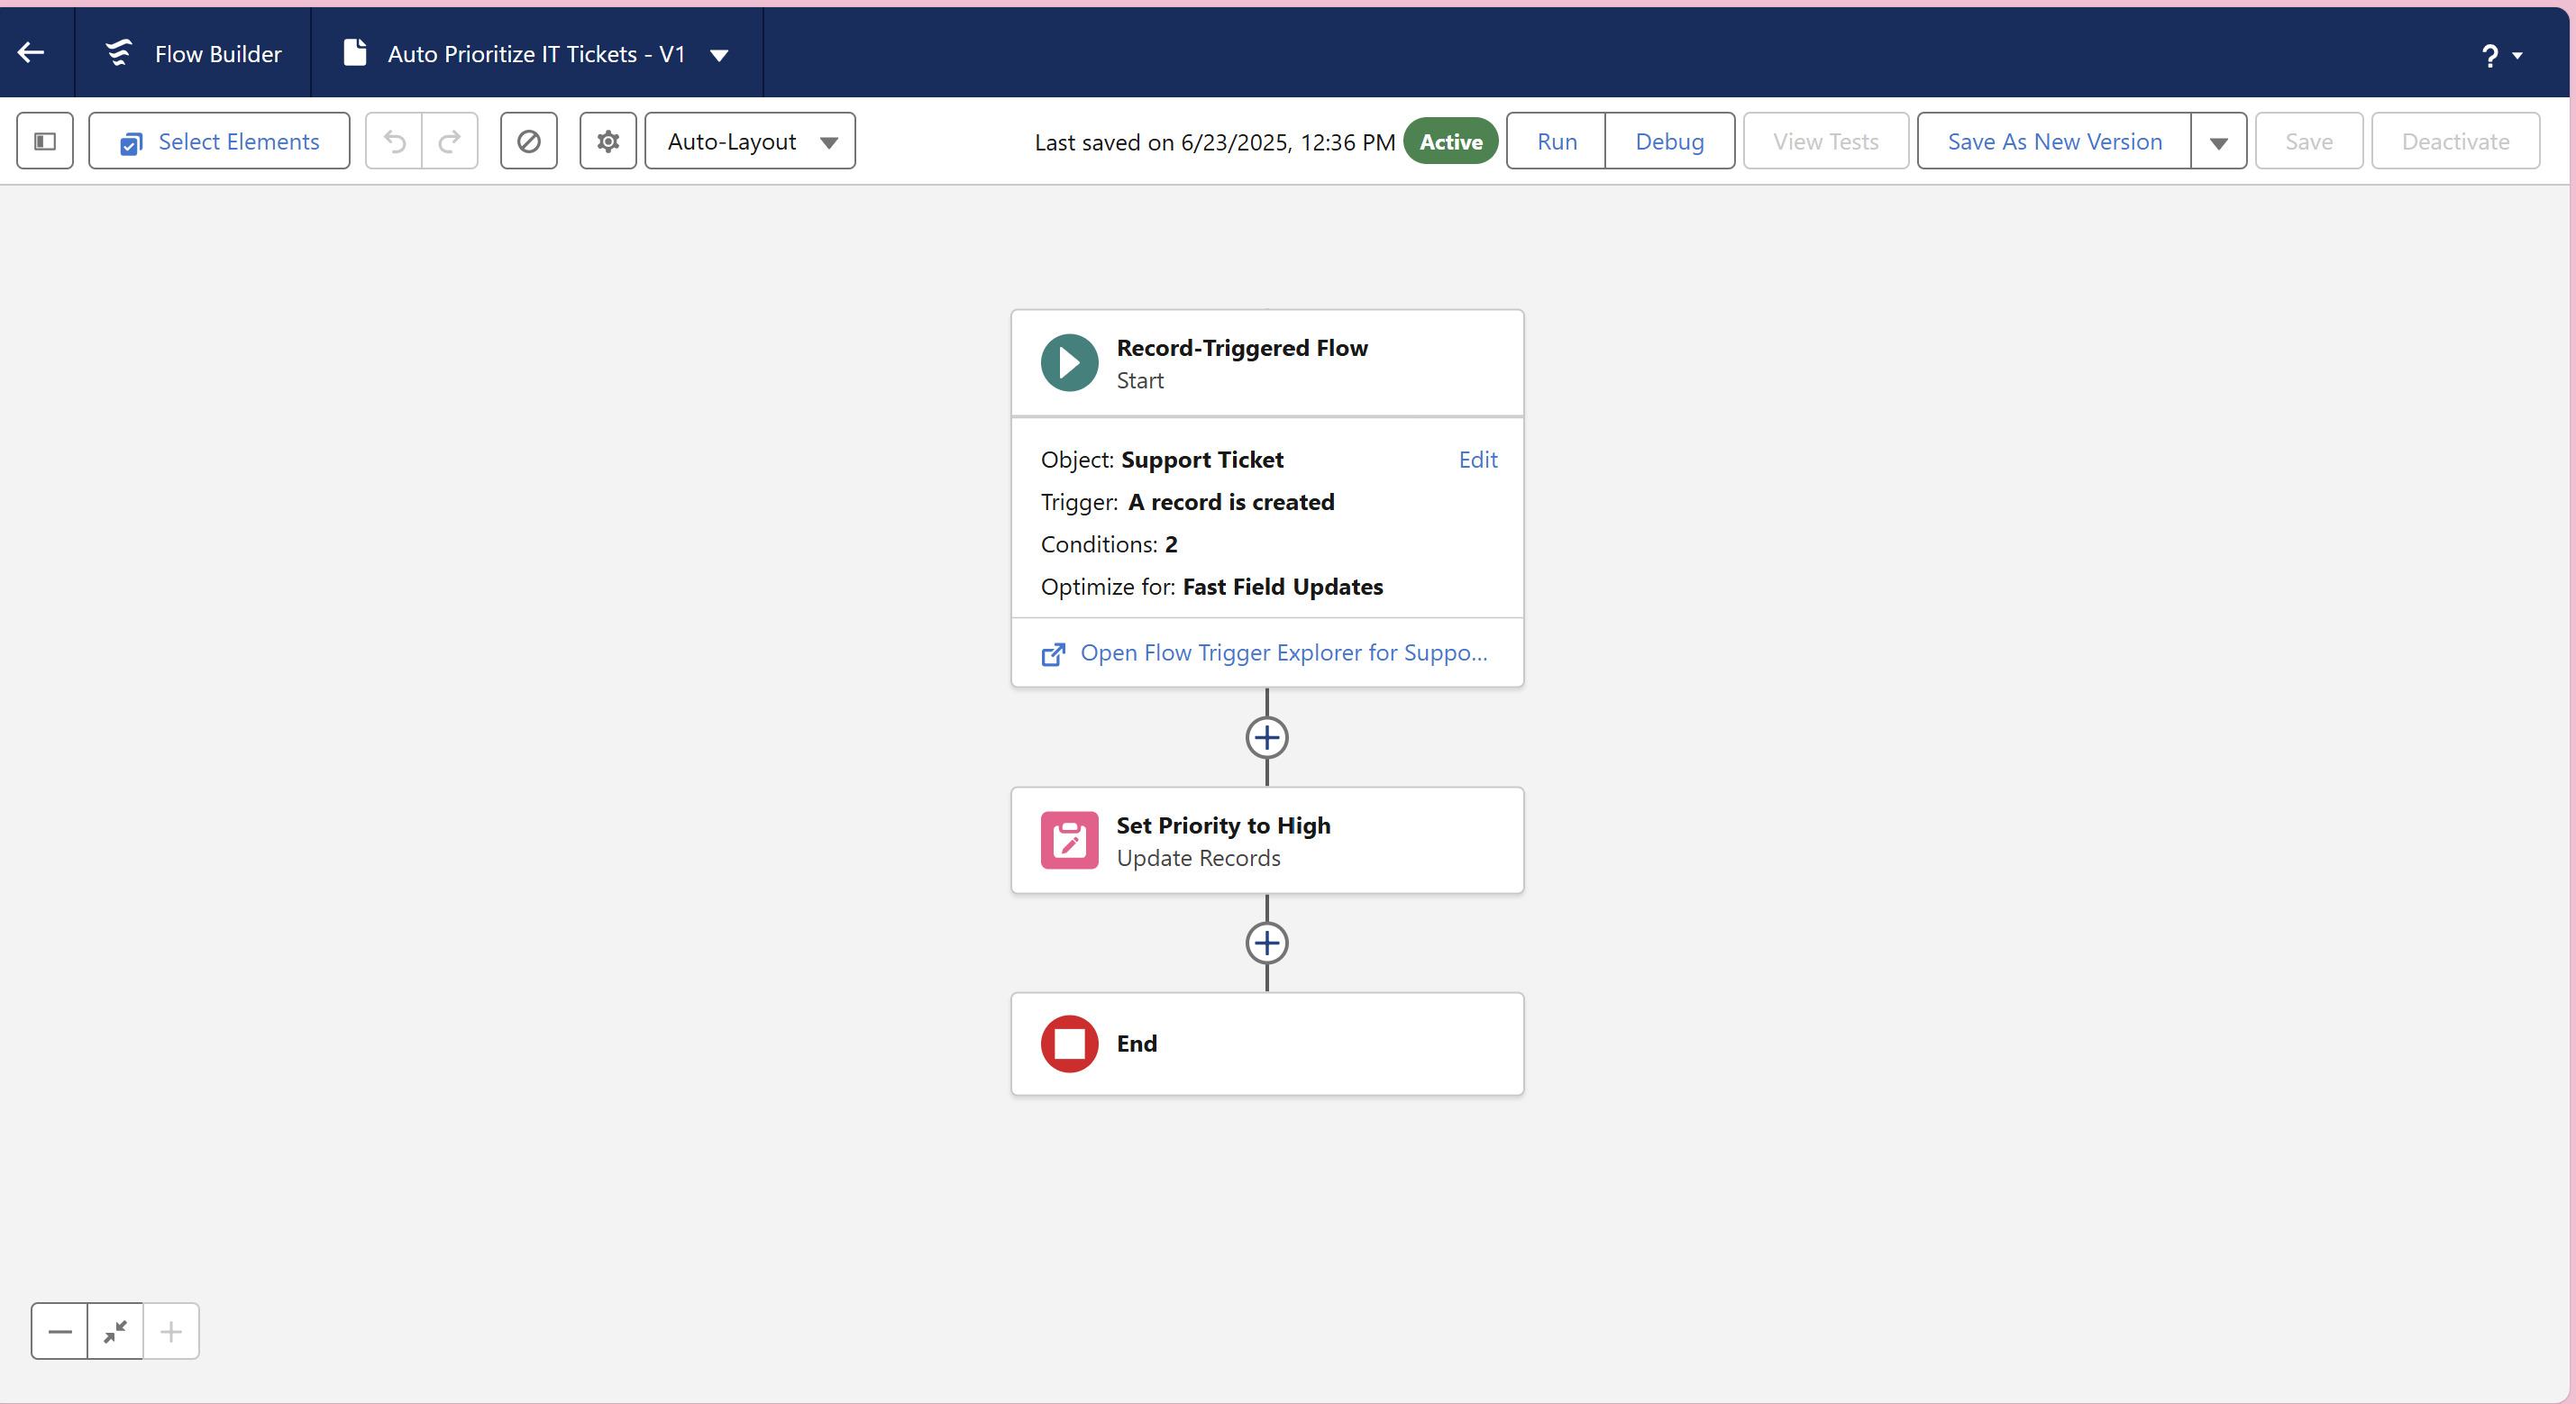 Flow Builder
Auto Prioritize IT Tickets - V1
?
Select Elements
Auto-Layout
Last saved on 6/23/2025, 12:36 PM
Active
Run
Debug
View Tests
Save As New Version
Save
Deactivate
Record-Triggered Flow
Start
Object: Support Ticket
Edit
Trigger: A record is created
Conditions: 2
Optimize for: Fast Field Updates
Open Flow Trigger Explorer for Suppo...
Set Priority to High
Update Records
End